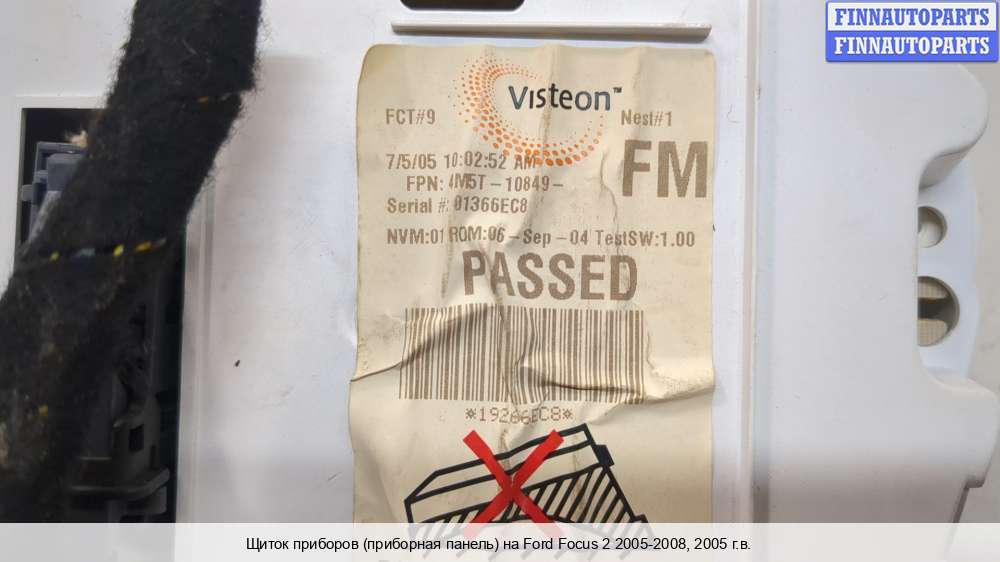 FINNAUTOPARTS
FINNAUTOPARTS
Visteon™
FCT#9 Nest#1
7/5/05 10:02:52 AM FM
FPN: 4M5T-10849-
Serial #: 01366EC8
NVM:01 ROM:06-Sep-04 TestSW:1.00
PASSED
*19266EC8*
Щиток приборов (приборная панель) на Ford Focus 2 2005-2008, 2005 г.в.